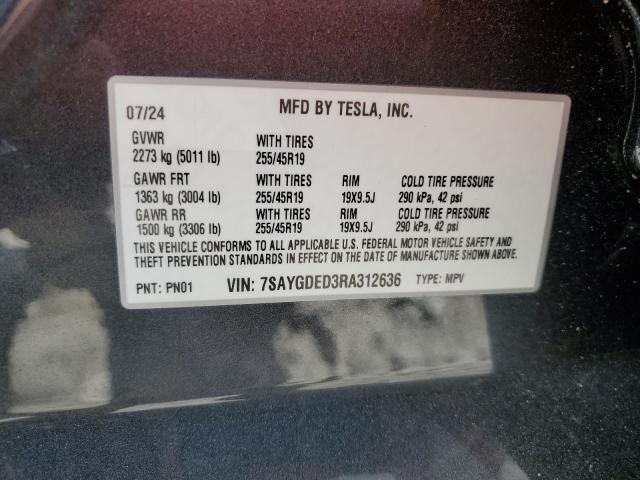 07/24 MFD BY TESLA, INC.
GVWR WITH TIRES
2273 kg (5011 lb) 255/45R19
GAWR FRT WITH TIRES RIM COLD TIRE PRESSURE
1363 kg (3004 lb) 255/45R19 19X9.5J 290 kPa, 42 psi
GAWR RR WITH TIRES RIM COLD TIRE PRESSURE
1500 kg (3306 lb) 255/45R19 19X9.5J 290 kPa, 42 psi
THIS VEHICLE CONFORMS TO ALL APPLICABLE U.S. FEDERAL MOTOR VEHICLE SAFETY AND
THEFT PREVENTION STANDARDS IN EFFECT ON THE DATE OF MANUFACTURE SHOWN ABOVE.
PNT: PN01 VIN: 7SAYGDED3RA312636 TYPE: MPV